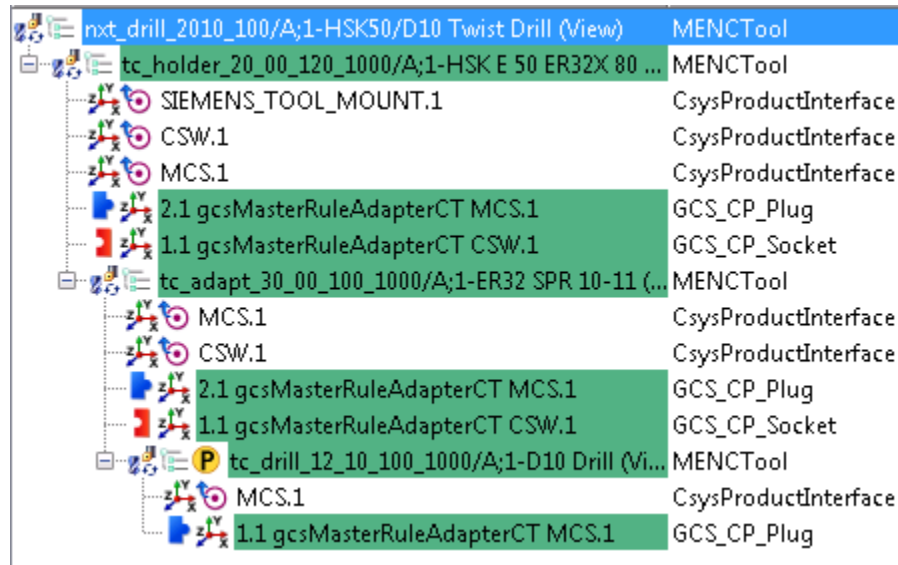 nxt_drill_2010_100/A;1-HSK50/D10 Twist Drill (View) MENCTool
tc_holder_20_00_120_1000/A;1-HSK E 50 ER32X 80 ... MENCTool
SIEMENS_TOOL_MOUNT.1 CsysProductInterface
CSW.1 CsysProductInterface
MCS.1 CsysProductInterface
2.1 gcsMasterRuleAdapterCT MCS.1 GCS_CP_Plug
1.1 gcsMasterRuleAdapterCT CSW.1 GCS_CP_Socket
tc_adapt_30_00_100_1000/A;1-ER32 SPR 10-11 (... MENCTool
MCS.1 CsysProductInterface
CSW.1 CsysProductInterface
2.1 gcsMasterRuleAdapterCT MCS.1 GCS_CP_Plug
1.1 gcsMasterRuleAdapterCT CSW.1 GCS_CP_Socket
P tc_drill_12_10_100_1000/A;1-D10 Drill (Vi... MENCTool
MCS.1 CsysProductInterface
1.1 gcsMasterRuleAdapterCT MCS.1 GCS_CP_Plug